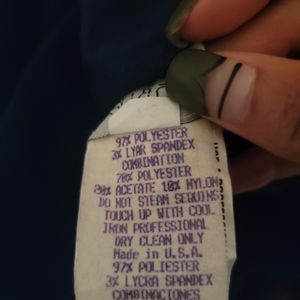 97% POLYESTER
3% LYAR SPANDEX
COMBINATION
70% POLYESTER
20% ACETATE 10% NYLON
DO NOT STEAM SEQUINS
TOUCH UP WITH COOL
IRON PROFESSIONAL
DRY CLEAN ONLY
Made in U.S.A.
97% POLIESTER
3% LYCRA SPANDEX
COMBINACIONES